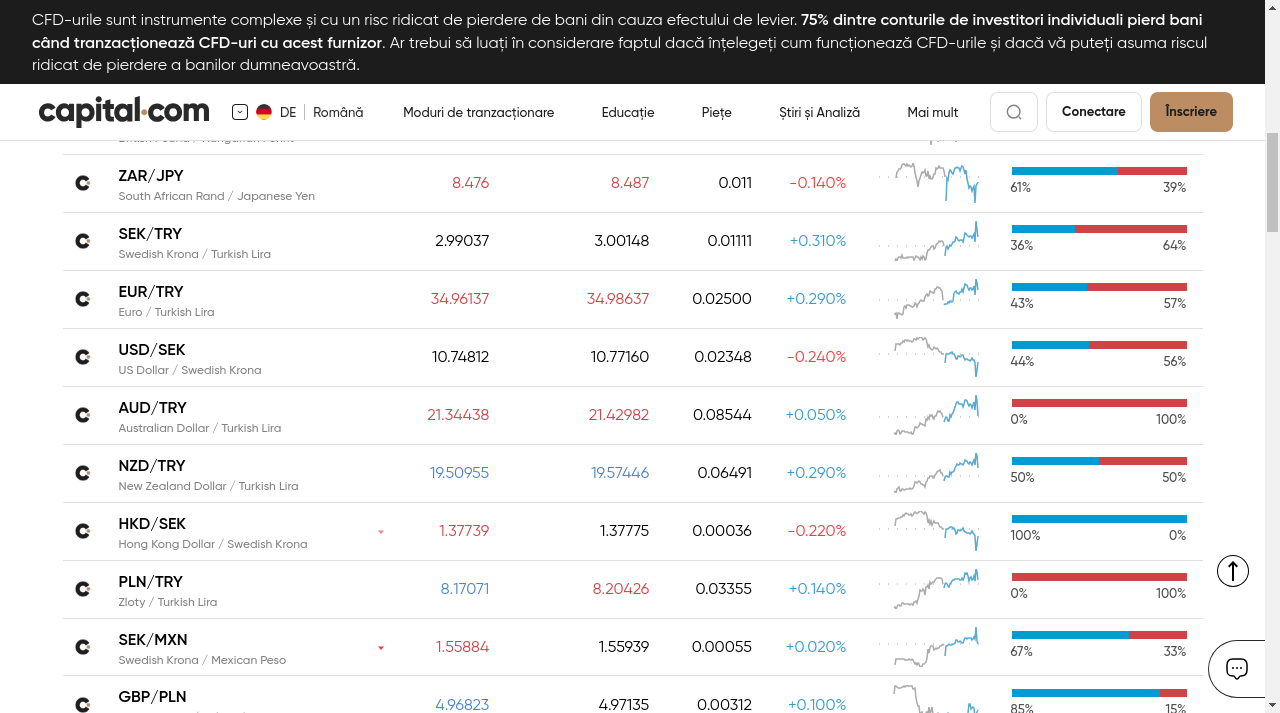 CFD-urile sunt instrumente complexe și cu un risc ridicat de pierdere de bani din cauza efectului de levier. 75% dintre conturile de investitori individuali pierd bani
când tranzacționează CFD-uri cu acest furnizor. Ar trebui să luați în considerare faptul dacă înțelegeți cum funcționează CFD-urile și dacă vă puteți asuma riscul
ridicat de pierdere a banilor dumneavoastră.
capital.com DE Română Moduri de tranzacționare Educație Piețe Știri și Analiză Mai mult Conectare Înscriere
ZAR/JPY 8.476 8.487 0.011 -0.140%
South African Rand / Japanese Yen 61% 39%
SEK/TRY 2.99037 3.00148 0.01111 +0.310%
Swedish Krona / Turkish Lira 36% 64%
EUR/TRY 34.96137 34.98637 0.02500 +0.290%
Euro / Turkish Lira 43% 57%
USD/SEK 10.74812 10.77160 0.02348 -0.240%
US Dollar / Swedish Krona 44% 56%
AUD/TRY 21.34438 21.42982 0.08544 +0.050%
Australian Dollar / Turkish Lira 0% 100%
NZD/TRY 19.50955 19.57446 0.06491 +0.290%
New Zealand Dollar / Turkish Lira 50% 50%
HKD/SEK 1.37739 1.37775 0.00036 -0.220%
Hong Kong Dollar / Swedish Krona 100% 0%
PLN/TRY 8.17071 8.20426 0.03355 +0.140%
Zloty / Turkish Lira 0% 100%
SEK/MXN 1.55884 1.55939 0.00055 +0.020%
Swedish Krona / Mexican Peso 67% 33%
GBP/PLN 4.96823 4.97135 0.00312 +0.100%
85% 15%